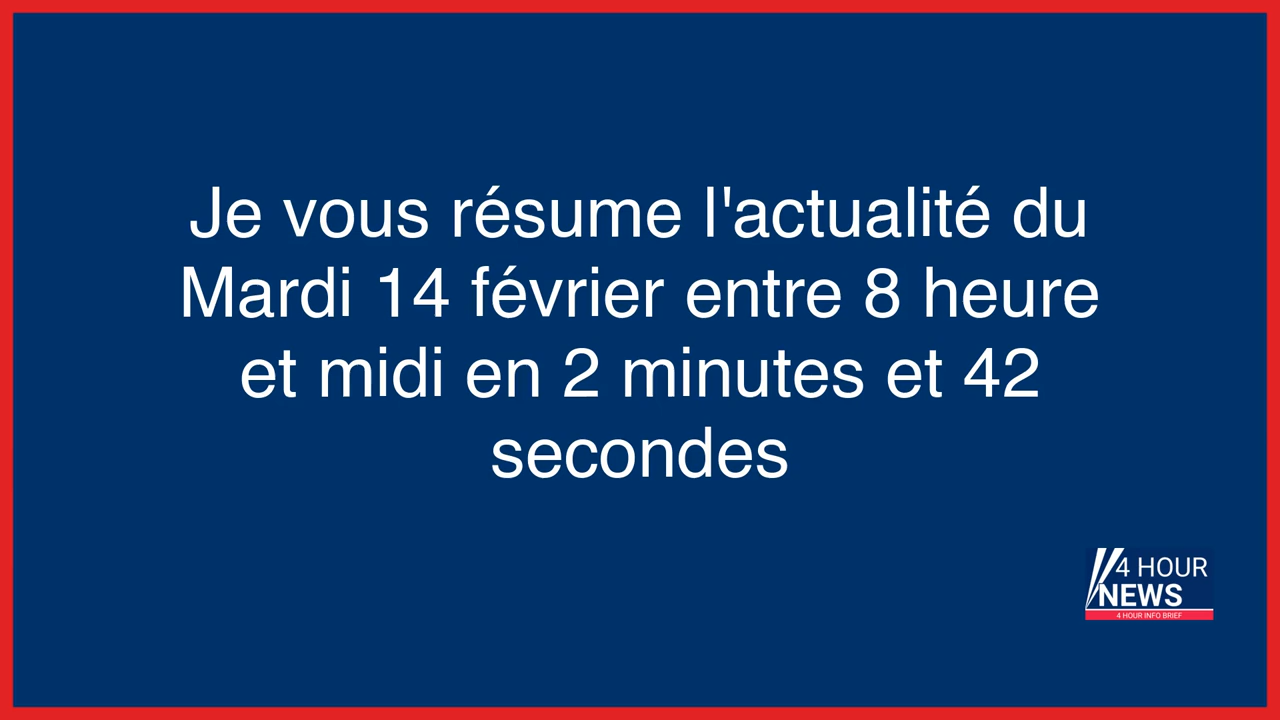 Je vous résume l'actualité du
Mardi 14 février entre 8 heure
et midi en 2 minutes et 42
secondes
4 HOUR
NEWS
4 HOUR INFO BRIEF